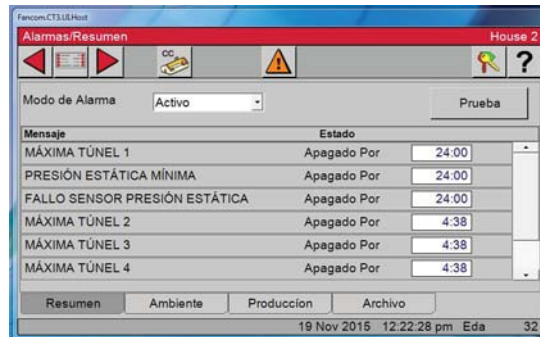 Fancom.CT3.UI.Host
Alarmas/Resumen House 2
CC
?
Modo de Alarma Activo Prueba
Mensaje Estado
MÁXIMA TÚNEL 1 Apagado Por 24:00
PRESIÓN ESTÁTICA MÍNIMA Apagado Por 24:00
FALLO SENSOR PRESIÓN ESTÁTICA Apagado Por 24:00
MÁXIMA TÚNEL 2 Apagado Por 4:38
MÁXIMA TÚNEL 3 Apagado Por 4:38
MÁXIMA TÚNEL 4 Apagado Por 4:38
Resumen Ambiente Produccíon Archivo
19 Nov 2015 12:22:28 pm Eda 32